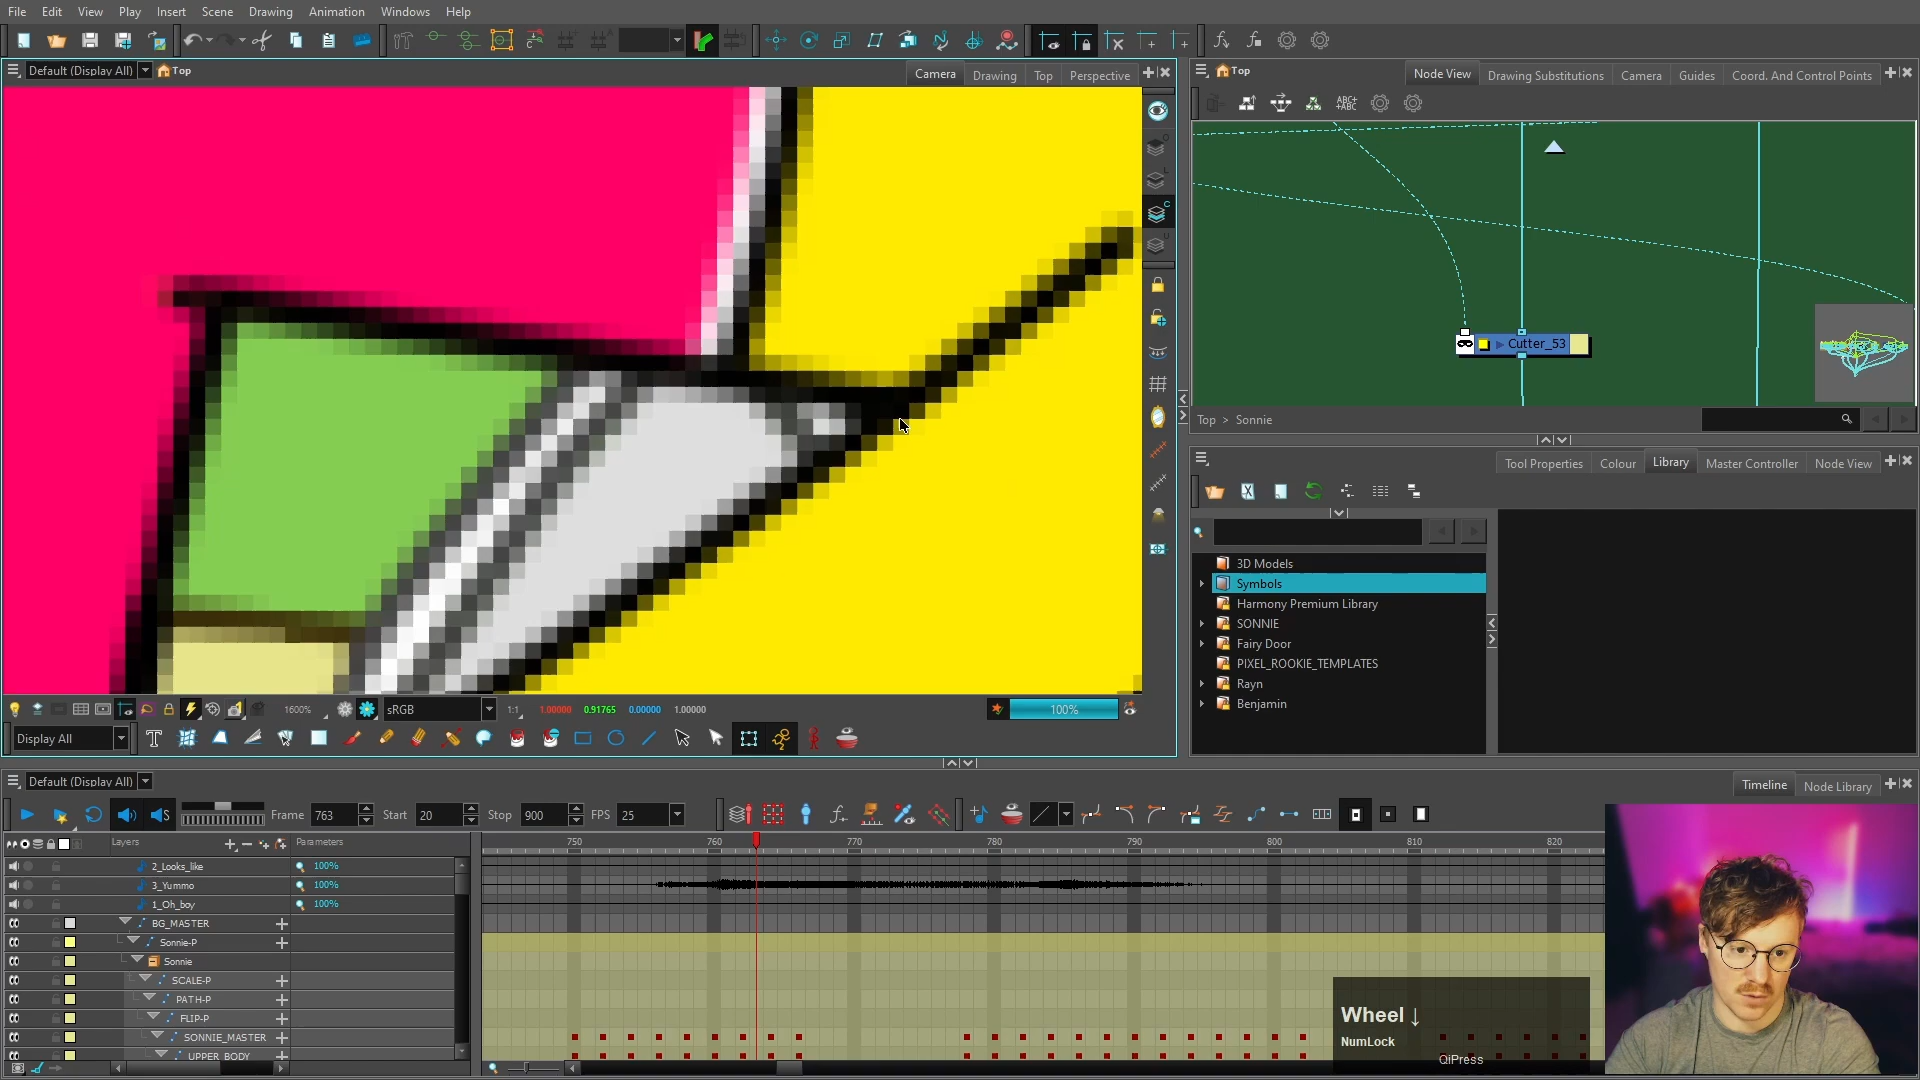 File Edit View Play Insert Scene Drawing Animation Windows Help
Default (Display All) Top Camera Drawing Top Perspective
Top Node View Drawing Substitutions Camera Guides Coord. And Control Points
Cutter_53
Top > Sonnie
Tool Properties Colour Library Master Controller Node View
3D Models
Symbols
Harmony Premium Library
SONNIE
Fairy Door
PIXEL_ROOKIE_TEMPLATES
Rayn
Benjamin
1600% sRGB 1:1 1.00000 0.91765 0.00000 1.00000 100%
Display All
Default (Display All) Timeline Node Library
Frame 763 Start 20 Stop 900 FPS 25
Layers Parameters 750 760 770 780 790 800 810 820
2_Looks_like 100%
3_Yummo 100%
1_Oh_boy 100%
BG_MASTER
Sonnie-P
Sonnie
SCALE-P
PATH-P
FLIP-P
SONNIE_MASTER
UPPER_BODY
Wheel ↓
NumLock
QiPress